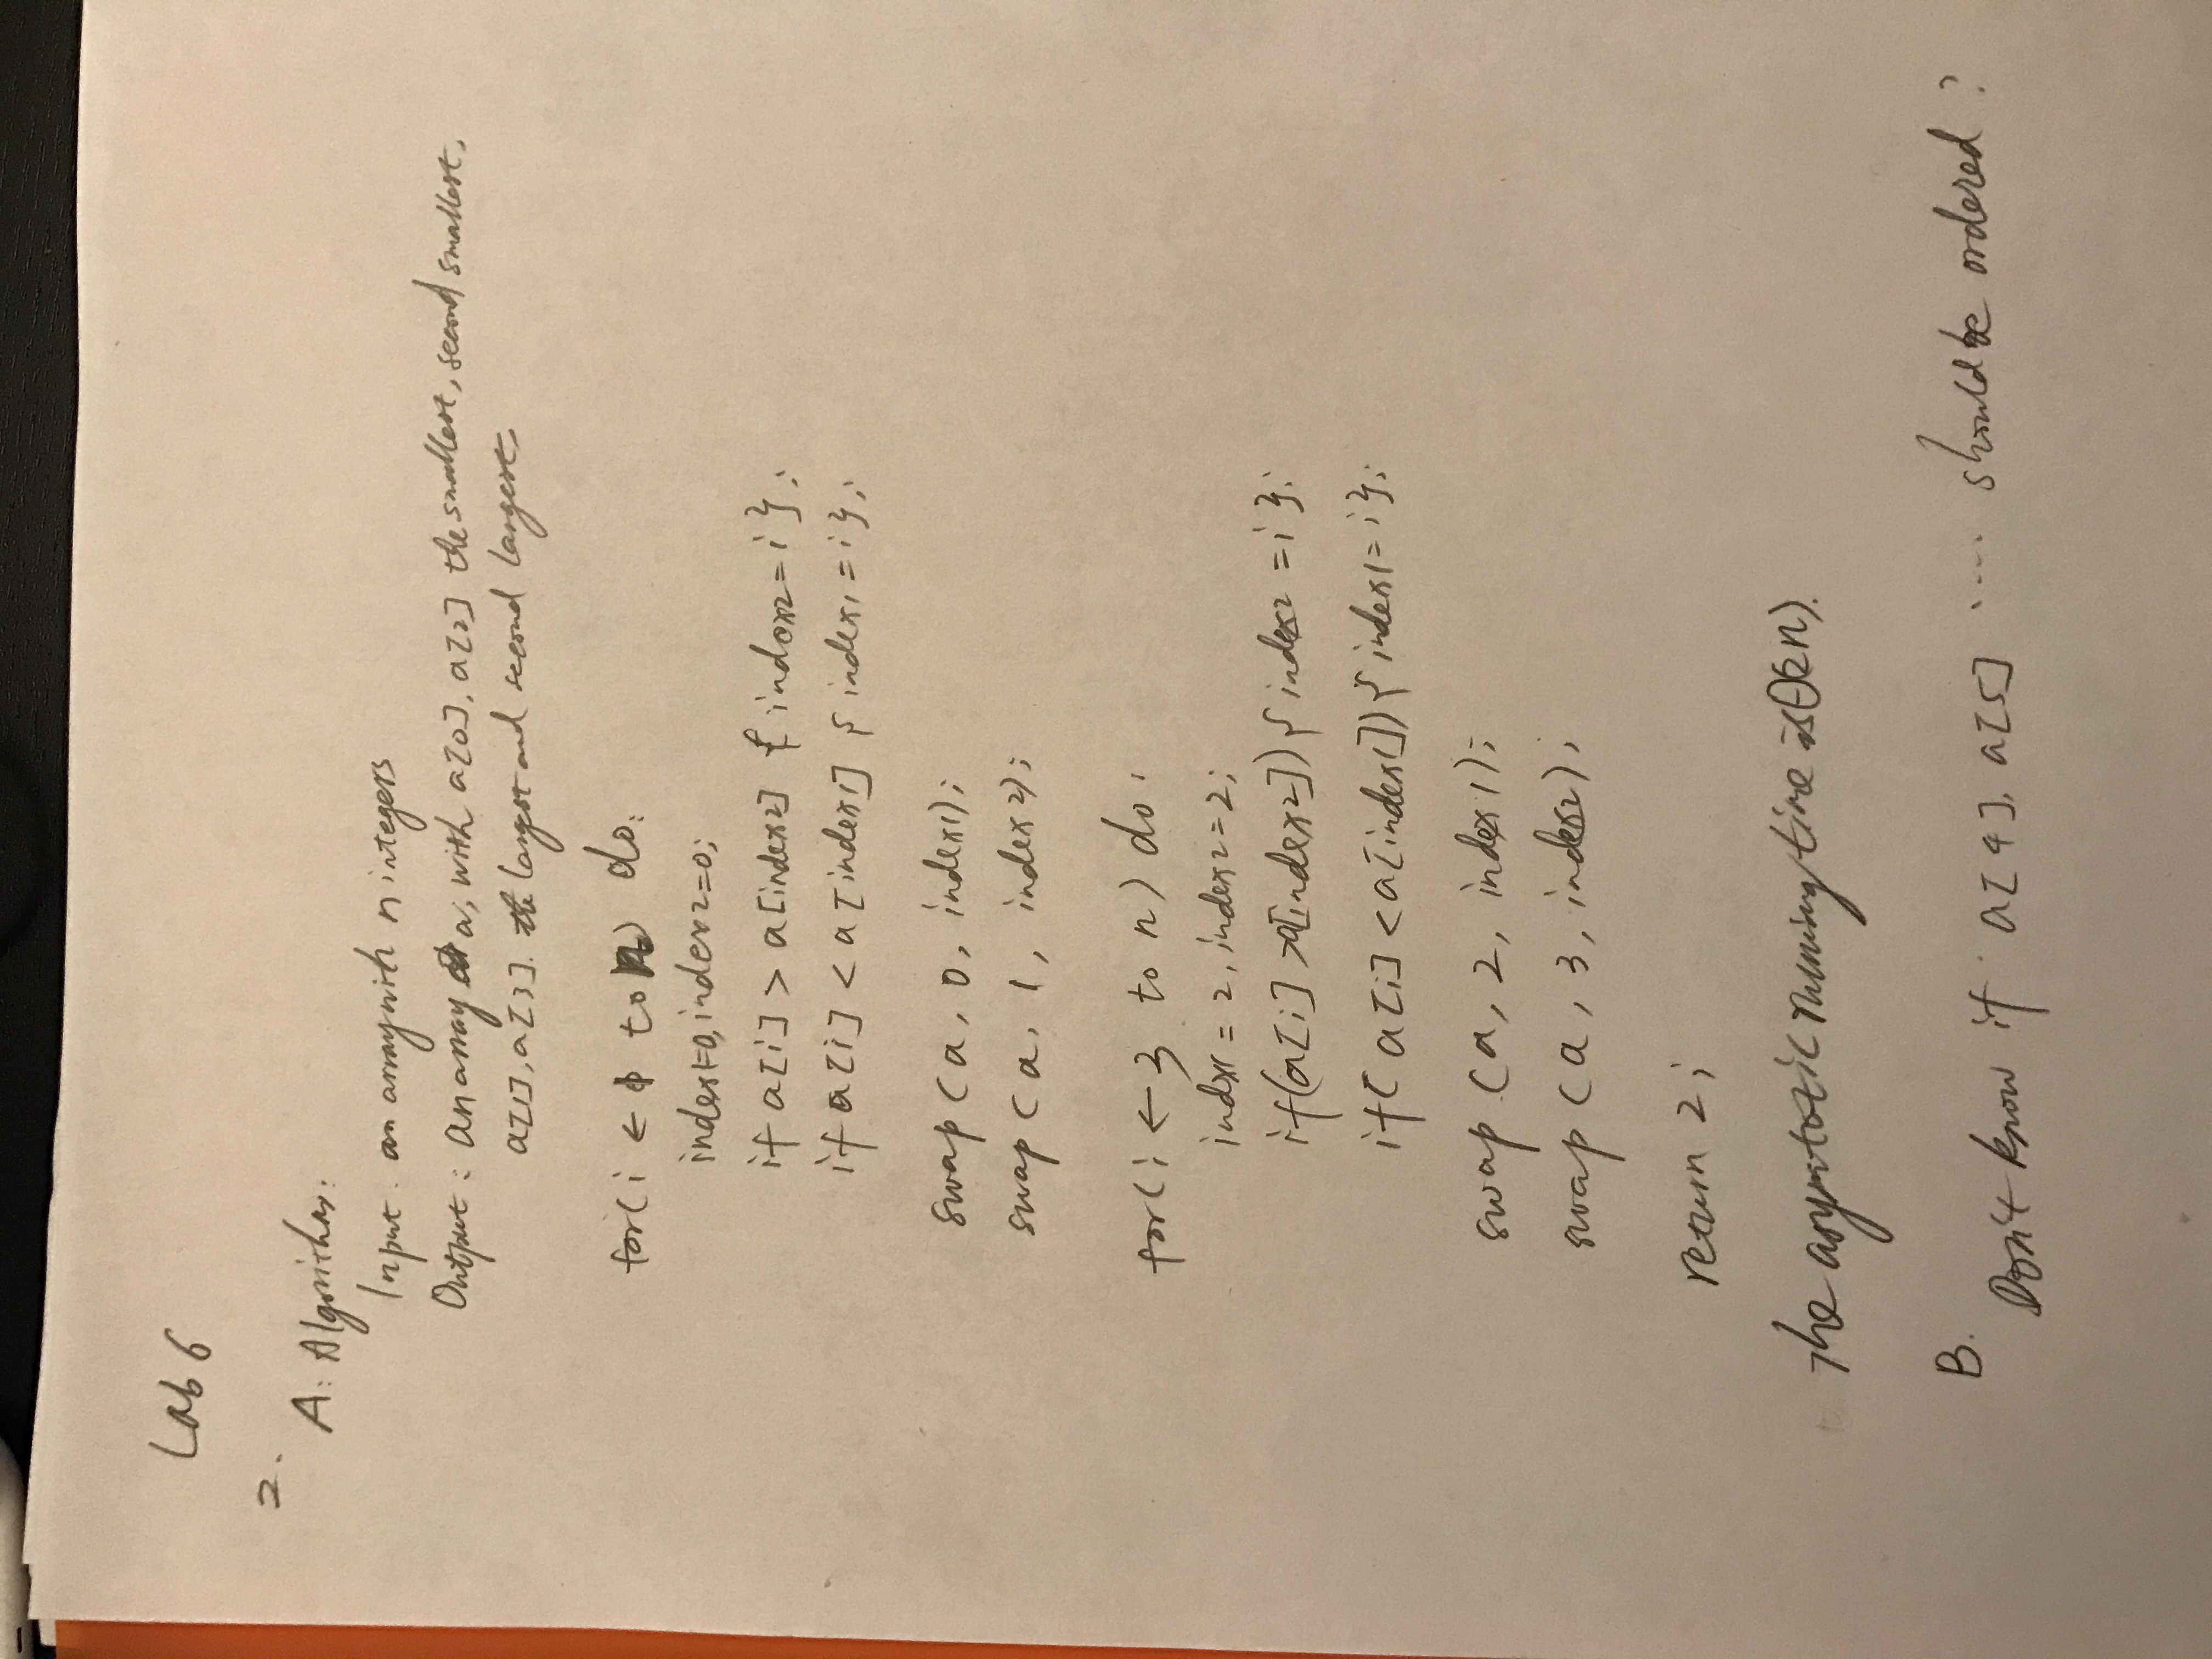 Lab 6
2.
A: Algorithm:
Input. an array with n integers
Output: an array a, with a[0], a[2] the smallest, second smallest,
a[1], a[3]. the largest and second largest,
for(i ← 1 to n) do:
index1=0, index2=0;
if a[i] > a[index2] { index2 = i };
if a[i] < a[index1] { index1 = i };
swap (a, 0, index1);
swap (a, 1, index2);
for(i ← 3 to n) do:
indx1 = 2, index2=2;
if(a[i] >a[index2]) { index2 = i };
if( a[i] < a[index1]) { index1 = i };
swap (a, 2, index1);
swap (a, 3, index2);
return 2;
The asymtotic running time is Θ(n).
B.
Don't know if a[4], a[5] .... should be ordered?